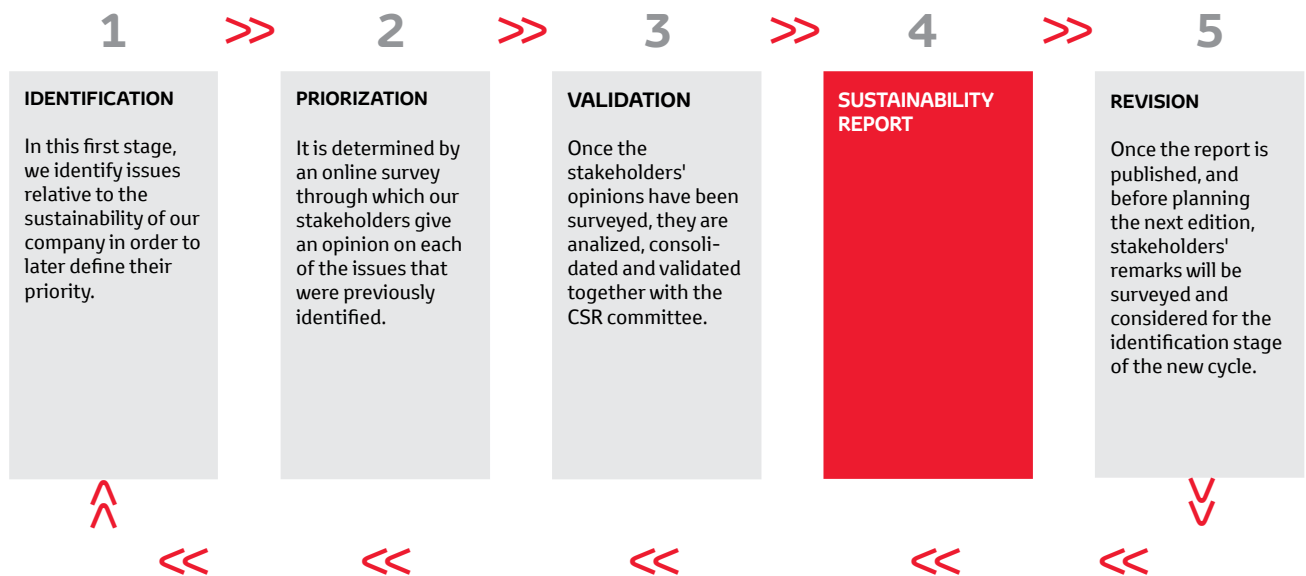 1 >> 2 >> 3 >> 4 >> 5
IDENTIFICATION
In this first stage,
we identify issues
relative to the
sustainability of our
company in order to
later define their
priority.
PRIORIZATION
It is determined by
an online survey
through which our
stakeholders give
an opinion on each
of the issues that
were previously
identified.
VALIDATION
Once the
stakeholders'
opinions have been
surveyed, they are
analized, consoli-
dated and validated
together with the
CSR committee.
SUSTAINABILITY
REPORT
REVISION
Once the report is
published, and
before planning
the next edition,
stakeholders'
remarks will be
surveyed and
considered for the
identification stage
of the new cycle.